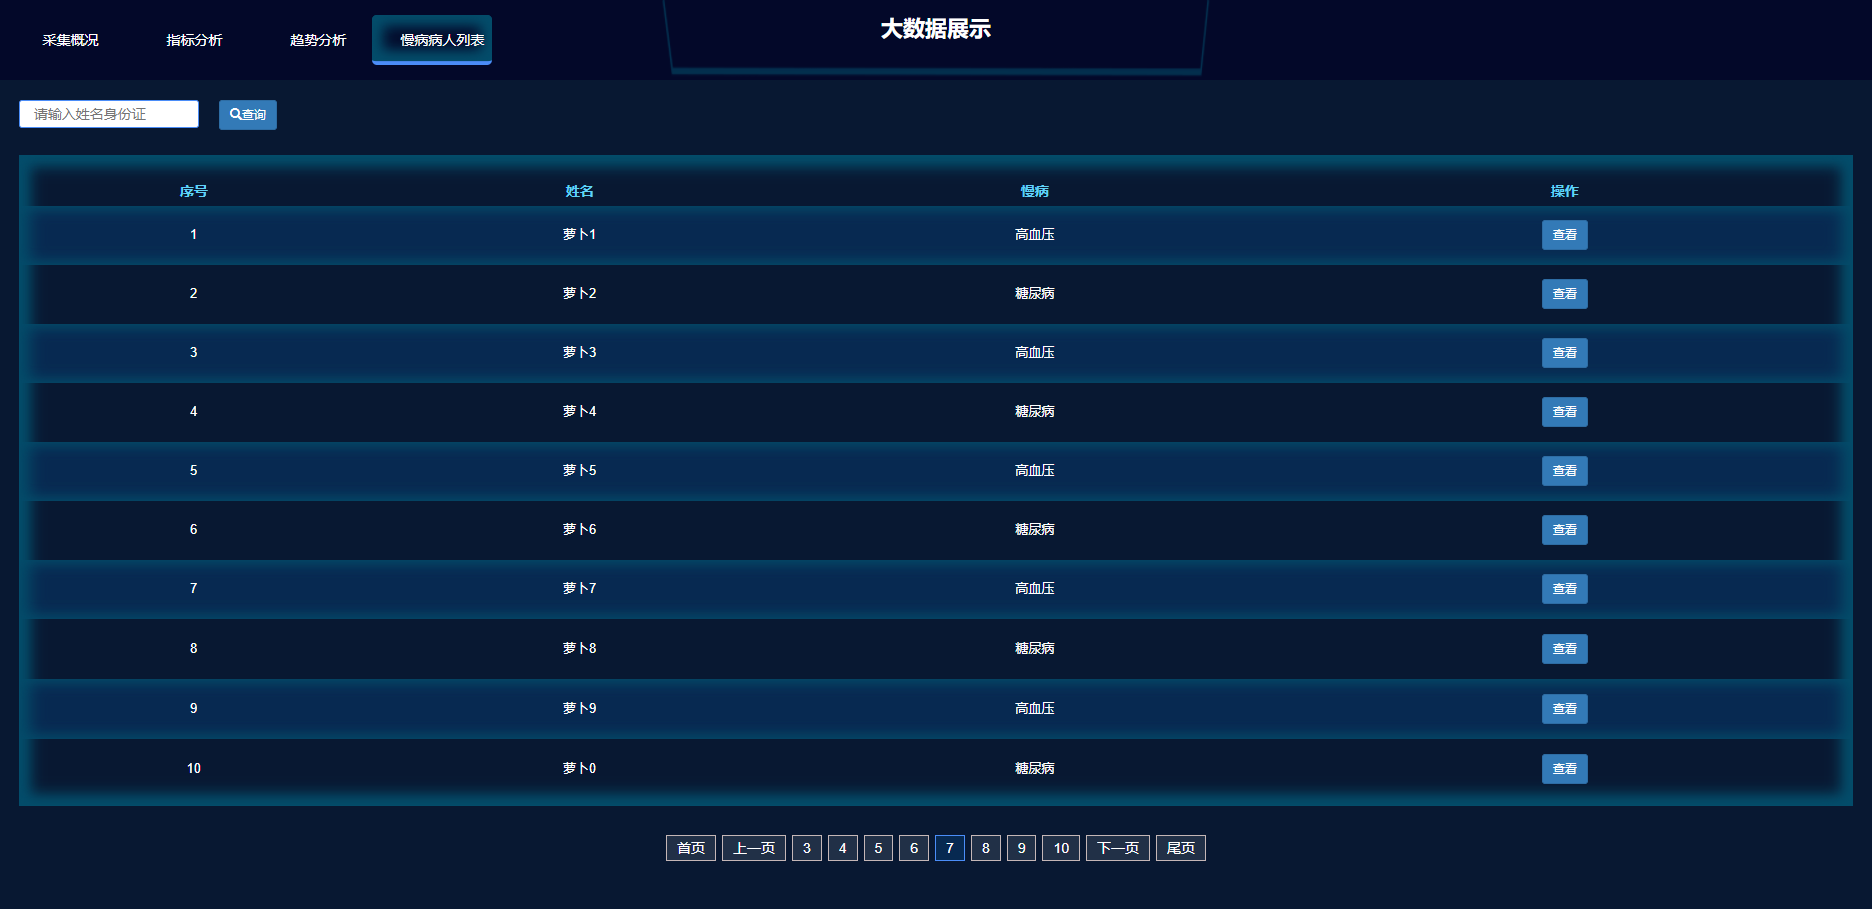 采集概况 指标分析 趋势分析 慢病病人列表 大数据展示
请输入姓名身份证 查询
序号 姓名 慢病 操作
1 萝卜1 高血压 查看
2 萝卜2 糖尿病 查看
3 萝卜3 高血压 查看
4 萝卜4 糖尿病 查看
5 萝卜5 高血压 查看
6 萝卜6 糖尿病 查看
7 萝卜7 高血压 查看
8 萝卜8 糖尿病 查看
9 萝卜9 高血压 查看
10 萝卜0 糖尿病 查看
首页 上一页 3 4 5 6 7 8 9 10 下一页 尾页